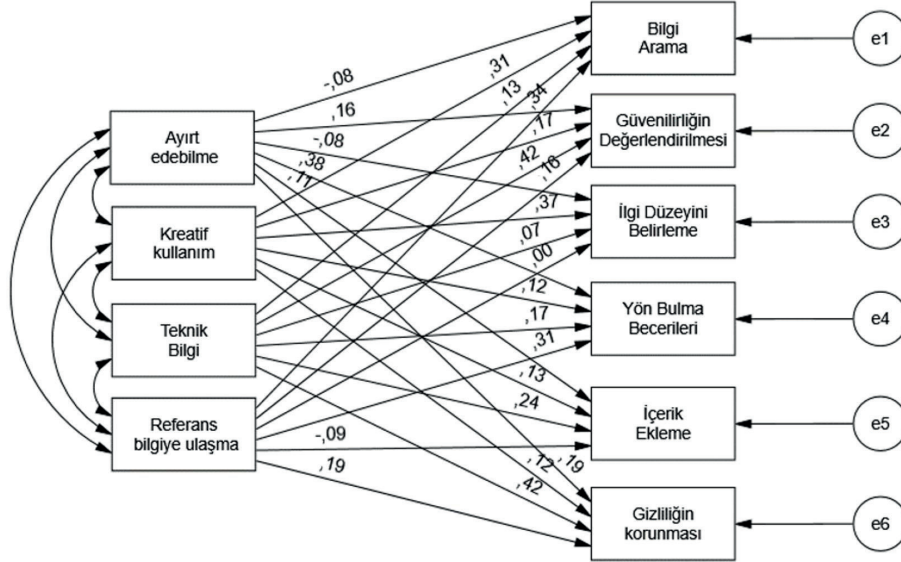 Bilgi
Arama
e1
-,08
,31
,13
,34
,16
,17
Ayırt
edebilme
Güvenilirliğin
Değerlendirilmesi
e2
-,08
,38
,11
,42
,16
,37
Kreatif
kullanım
İlgi Düzeyini
Belirleme
e3
,07
,00
,12
Teknik
Bilgi
,17
,31
Yön Bulma
Becerileri
e4
,13
,24
Referans
bilgiye ulaşma
-,09
,19
İçerik
Ekleme
e5
,12
,19
,42
Gizliliğin
korunması
e6